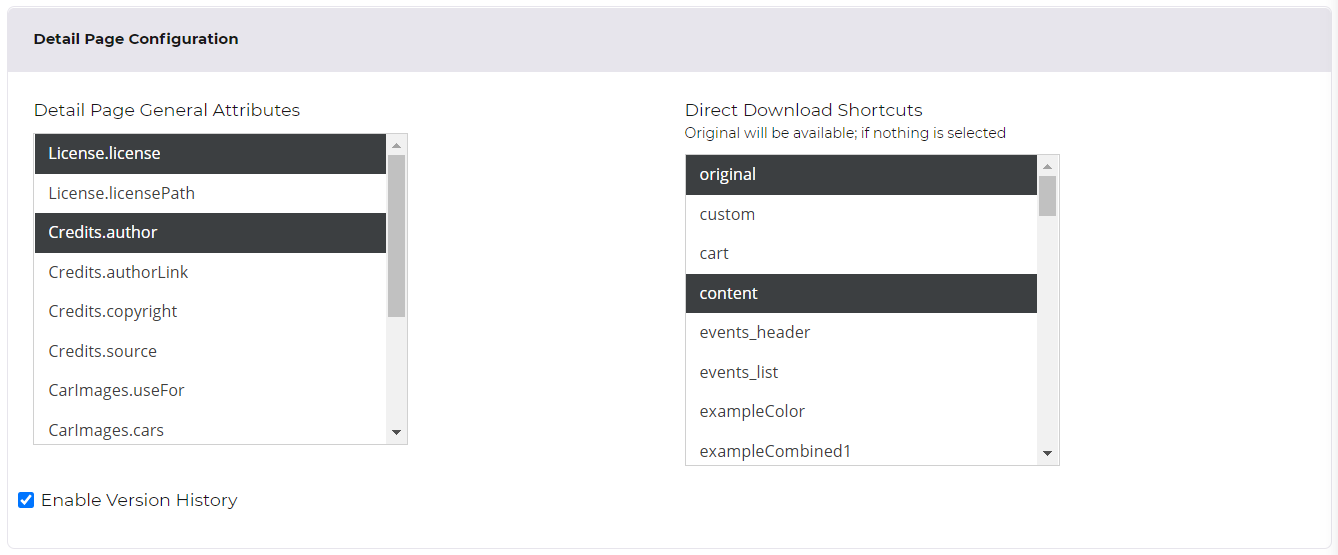 Detail Page Configuration
Detail Page General Attributes
License.license
License.licensePath
Credits.author
Credits.authorLink
Credits.copyright
Credits.source
CarImages.useFor
CarImages.cars
Direct Download Shortcuts
Original will be available; if nothing is selected
original
custom
cart
content
events_header
events_list
exampleColor
exampleCombined1
Enable Version History